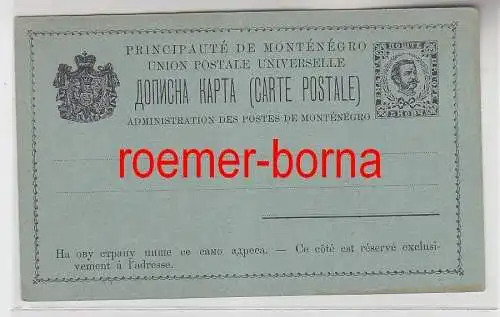 PRINCIPAUTÉ DE MONTÉNÉGRO
UNION POSTALE UNIVERSELLE
ДОПИСНА КАРТА (CARTE POSTALE)
ADMINISTRATION DES POSTES DE MONTÉNÉGRO
roemer-borna
На ову страну пише се само адреса. — Ce côté est réservé exclusi-
vement à l'adresse.